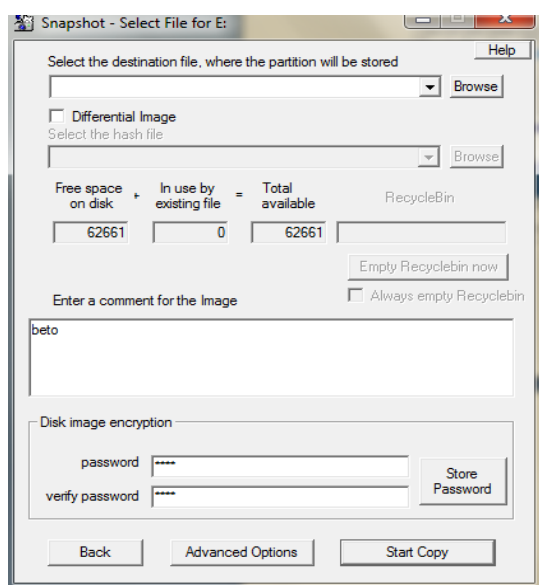 Snapshot - Select File for E:
Help
Select the destination file, where the partition will be stored
Browse
Differential Image
Select the hash file
Browse
Free space on disk + In use by existing file = Total available RecycleBin
62661 0 62661
Empty Recyclebin now
Enter a comment for the Image Always empty Recyclebin
beto
Disk image encryption
password ****
verify password ****
Store Password
Back Advanced Options Start Copy